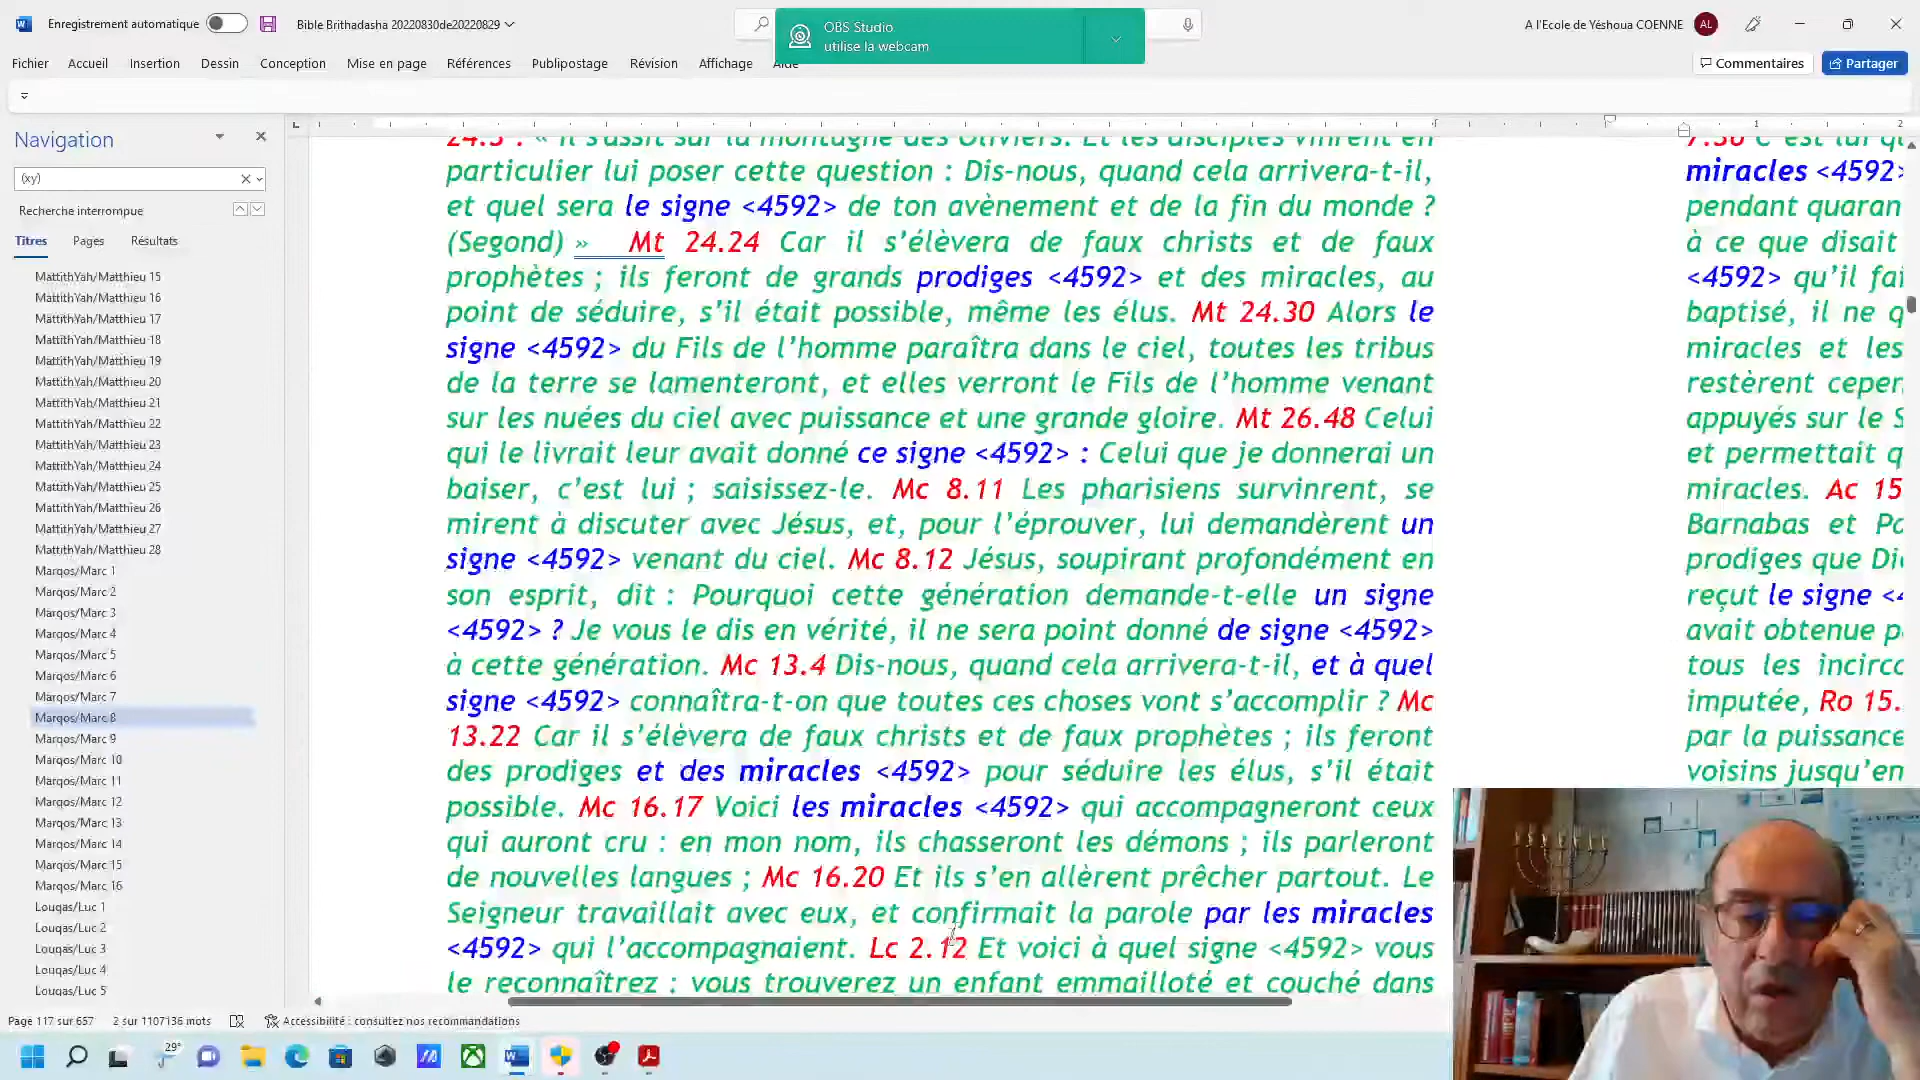 Enregistrement automatique
Bible Brithadasha 20220830de20220829
OBS Studio
utilise la webcam
A l'Ecole de Yéshoua COENNE
AL
Fichier Accueil Insertion Dessin Conception Mise en page Références Publipostage Révision Affichage Aide
Commentaires
Partager
Navigation
(xy)
Recherche interrompue
Titres Pages Résultats
MattithYah/Matthieu 15
MattithYah/Matthieu 16
MattithYah/Matthieu 17
MattithYah/Matthieu 18
MattithYah/Matthieu 19
MattithYah/Matthieu 20
MattithYah/Matthieu 21
MattithYah/Matthieu 22
MattithYah/Matthieu 23
MattithYah/Matthieu 24
MattithYah/Matthieu 25
MattithYah/Matthieu 26
MattithYah/Matthieu 27
MattithYah/Matthieu 28
Marqos/Marc 1
Marqos/Marc 2
Marqos/Marc 3
Marqos/Marc 4
Marqos/Marc 5
Marqos/Marc 6
Marqos/Marc 7
Marqos/Marc 8
Marqos/Marc 9
Marqos/Marc 10
Marqos/Marc 11
Marqos/Marc 12
Marqos/Marc 13
Marqos/Marc 14
Marqos/Marc 15
Marqos/Marc 16
Louqas/Luc 1
Louqas/Luc 2
Louqas/Luc 3
Louqas/Luc 4
Louqas/Luc 5
24.3 : « Il s'assit sur la montagne des Oliviers. Et les disciples vinrent en
particulier lui poser cette question : Dis-nous, quand cela arrivera-t-il,
et quel sera le signe <4592> de ton avènement et de la fin du monde ?
(Segond) » Mt 24.24 Car il s’élèvera de faux christs et de faux
prophètes ; ils feront de grands prodiges <4592> et des miracles, au
point de séduire, s’il était possible, même les élus. Mt 24.30 Alors le
signe <4592> du Fils de l’homme paraîtra dans le ciel, toutes les tribus
de la terre se lamenteront, et elles verront le Fils de l’homme venant
sur les nuées du ciel avec puissance et une grande gloire. Mt 26.48 Celui
qui le livrait leur avait donné ce signe <4592> : Celui que je donnerai un
baiser, c’est lui ; saisissez-le. Mc 8.11 Les pharisiens survinrent, se
mirent à discuter avec Jésus, et, pour l’éprouver, lui demandèrent un
signe <4592> venant du ciel. Mc 8.12 Jésus, soupirant profondément en
son esprit, dit : Pourquoi cette génération demande-t-elle un signe
<4592> ? Je vous le dis en vérité, il ne sera point donné de signe <4592>
à cette génération. Mc 13.4 Dis-nous, quand cela arrivera-t-il, et à quel
signe <4592> connaîtra-t-on que toutes ces choses vont s’accomplir ? Mc
13.22 Car il s’élèvera de faux christs et de faux prophètes ; ils feront
des prodiges et des miracles <4592> pour séduire les élus, s’il était
possible. Mc 16.17 Voici les miracles <4592> qui accompagneront ceux
qui auront cru : en mon nom, ils chasseront les démons ; ils parleront
de nouvelles langues ; Mc 16.20 Et ils s’en allèrent prêcher partout. Le
Seigneur travaillait avec eux, et confirmait la parole par les miracles
<4592> qui l’accompagnaient. Lc 2.12 Et voici à quel signe <4592> vous
le reconnaîtrez : vous trouverez un enfant emmailloté et couché dans
7.36 C’est lui qu
miracles <4592>
pendant quaran
à ce que disait
<4592> qu’il fai
baptisé, il ne q
miracles et les
restèrent ceper
appuyés sur le S
et permettait q
miracles. Ac 15
Barnabas et Pa
prodiges que Die
reçut le signe <4
avait obtenue p
tous les incirco
imputée, Ro 15.
par la puissance
voisins jusqu’en
Page 117 sur 657
2 sur 1107136 mots
Accessibilité : consultez nos recommandations
29°